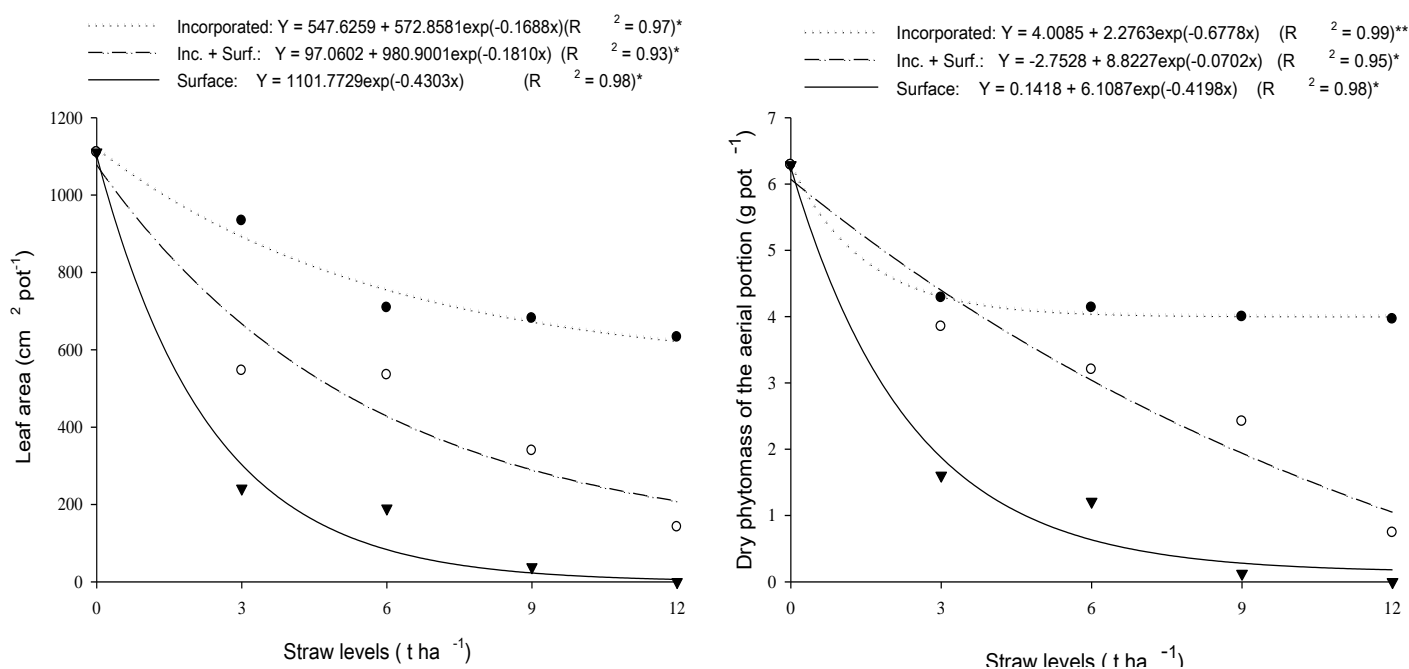 Incorporated: Y = 547.6259 + 572.8581exp(-0.1688x)(R 2 = 0.97)*
Inc. + Surf.: Y = 97.0602 + 980.9001exp(-0.1810x) (R 2 = 0.93)*
Surface: Y = 1101.7729exp(-0.4303x) (R 2 = 0.98)*
1200
1000
800
600
400
200
0
Leaf area (cm 2 pot-1)
0 3 6 9 12
Straw levels ( t ha -1)
Incorporated: Y = 4.0085 + 2.2763exp(-0.6778x) (R 2 = 0.99)**
Inc. + Surf.: Y = -2.7528 + 8.8227exp(-0.0702x) (R 2 = 0.95)*
Surface: Y = 0.1418 + 6.1087exp(-0.4198x) (R 2 = 0.98)*
7
6
5
4
3
2
1
0
Dry phytomass of the aerial portion (g pot -1)
0 3 6 9 12
Straw levels ( t ha -1)